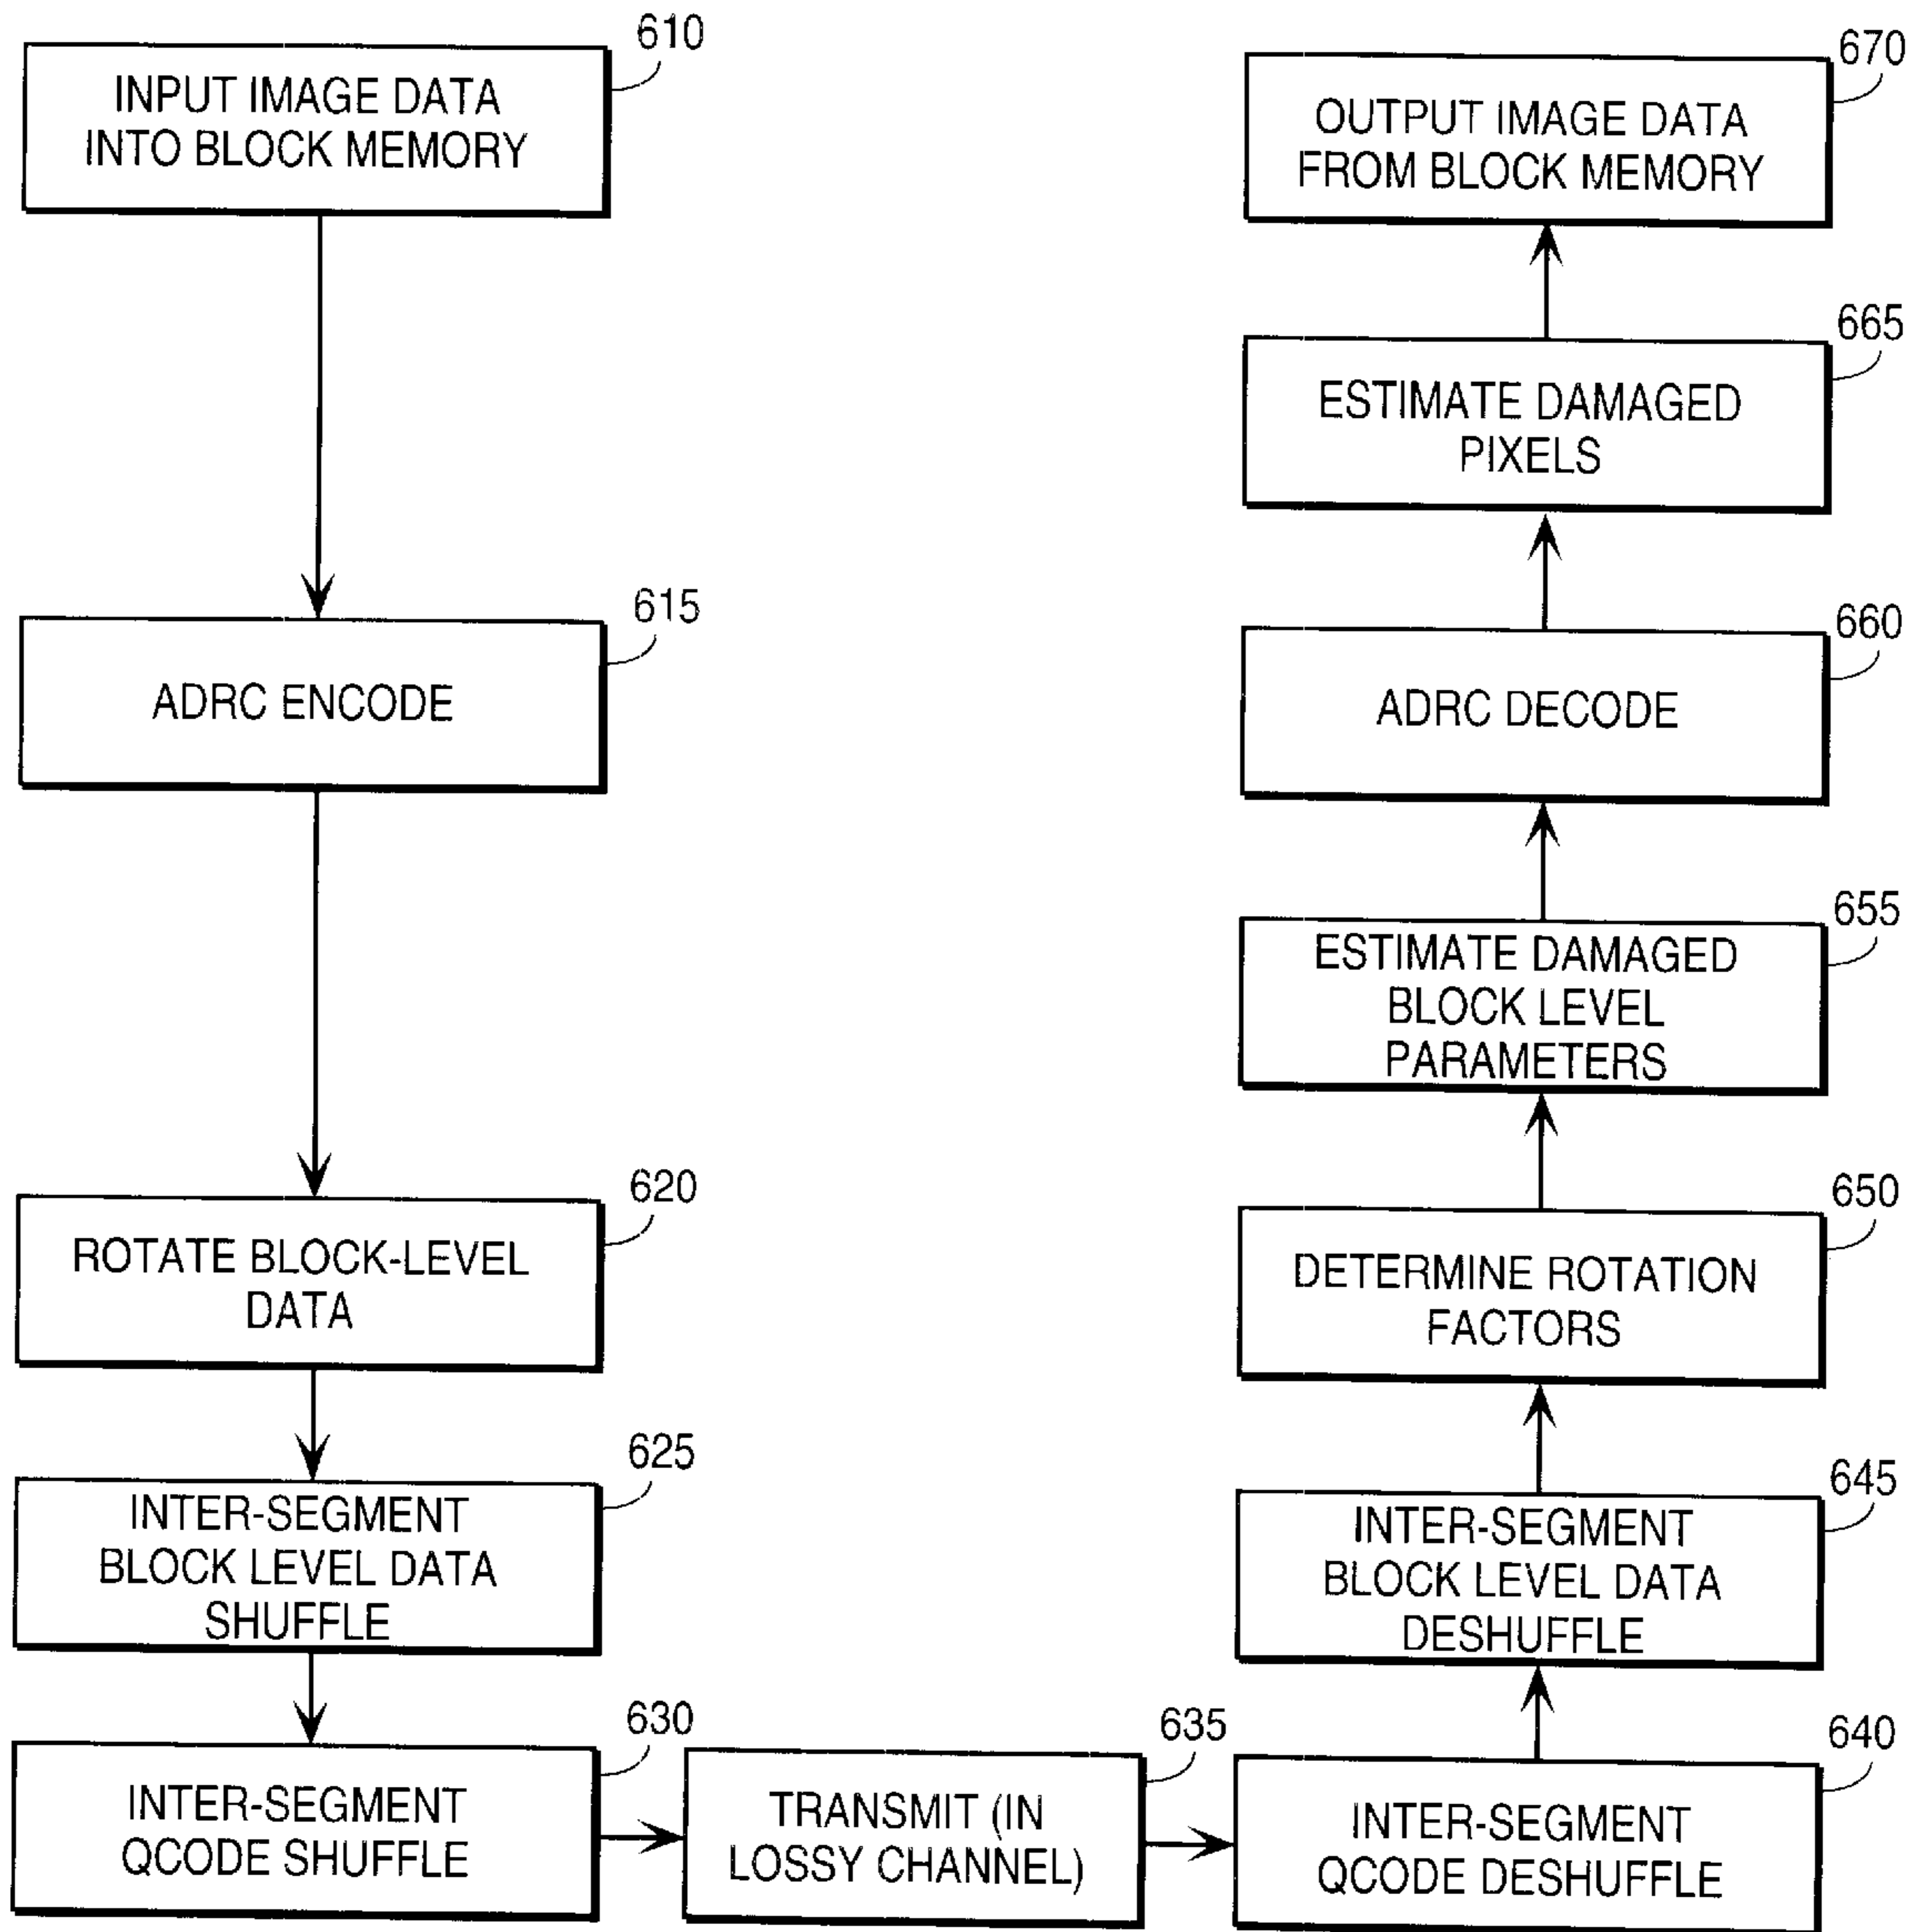 610
INPUT IMAGE DATA
INTO BLOCK MEMORY
615
ADRC ENCODE
620
ROTATE BLOCK-LEVEL
DATA
625
INTER-SEGMENT
BLOCK LEVEL DATA
SHUFFLE
630
INTER-SEGMENT
QCODE SHUFFLE
635
TRANSMIT (IN
LOSSY CHANNEL)
640
INTER-SEGMENT
QCODE DESHUFFLE
645
INTER-SEGMENT
BLOCK LEVEL DATA
DESHUFFLE
650
DETERMINE ROTATION
FACTORS
655
ESTIMATE DAMAGED
BLOCK LEVEL
PARAMETERS
660
ADRC DECODE
665
ESTIMATE DAMAGED
PIXELS
670
OUTPUT IMAGE DATA
FROM BLOCK MEMORY